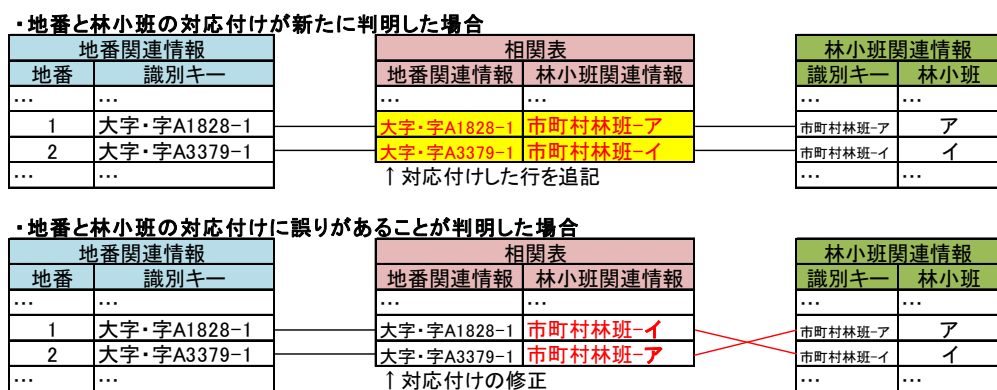 ・地番と林小班の対応付けが新たに判明した場合
地番関連情報 相関表 林小班関連情報
地番 識別キー 地番関連情報 林小班関連情報 識別キー 林小班
… … … … … …
1 大字・字A1828-1 大字・字A1828-1 市町村林班-ア 市町村林班-ア ア
2 大字・字A3379-1 大字・字A3379-1 市町村林班-イ 市町村林班-イ イ
… … ↑対応付けした行を追記 … …
・地番と林小班の対応付けに誤りがあることが判明した場合
地番関連情報 相関表 林小班関連情報
地番 識別キー 地番関連情報 林小班関連情報 識別キー 林小班
… … … … … …
1 大字・字A1828-1 大字・字A1828-1 市町村林班-イ 市町村林班-ア ア
2 大字・字A3379-1 大字・字A3379-1 市町村林班-ア 市町村林班-イ イ
… … ↑対応付けの修正 … …